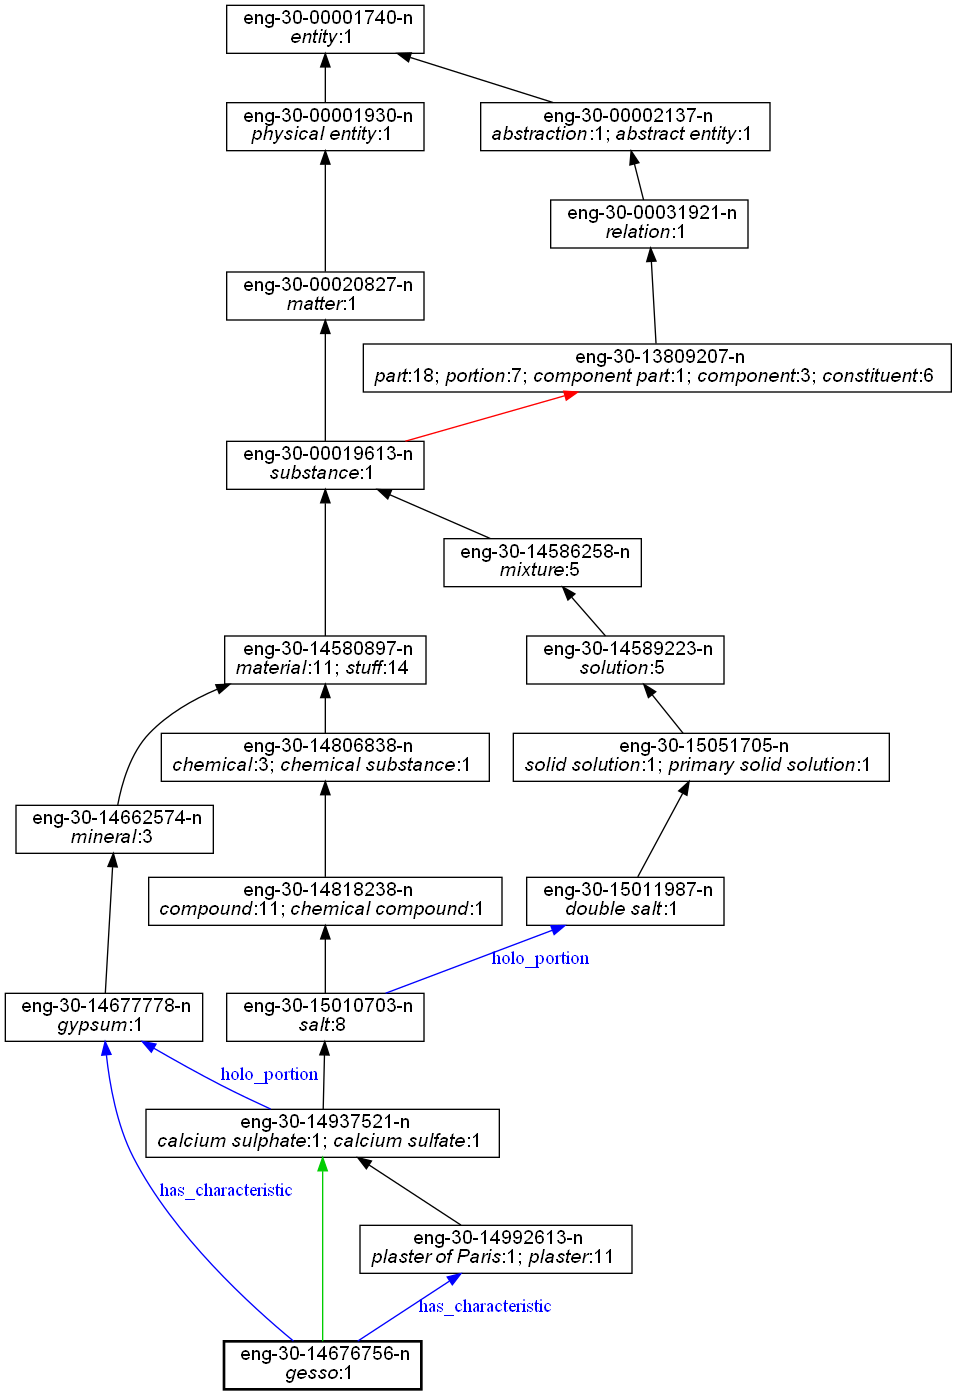 eng-30-00001740-n
entity:1
eng-30-00001930-n
physical entity:1
eng-30-00002137-n
abstraction:1; abstract entity:1
eng-30-00031921-n
relation:1
eng-30-00020827-n
matter:1
eng-30-13809207-n
part:18; portion:7; component part:1; component:3; constituent:6
eng-30-00019613-n
substance:1
eng-30-14586258-n
mixture:5
eng-30-14580897-n
material:11; stuff:14
eng-30-14589223-n
solution:5
eng-30-14806838-n
chemical:3; chemical substance:1
eng-30-15051705-n
solid solution:1; primary solid solution:1
eng-30-14662574-n
mineral:3
eng-30-14818238-n
compound:11; chemical compound:1
eng-30-15011987-n
double salt:1
holo_portion
eng-30-14677778-n
gypsum:1
eng-30-15010703-n
salt:8
holo_portion
eng-30-14937521-n
calcium sulphate:1; calcium sulfate:1
has_characteristic
eng-30-14992613-n
plaster of Paris:1; plaster:11
has_characteristic
eng-30-14676756-n
gesso:1